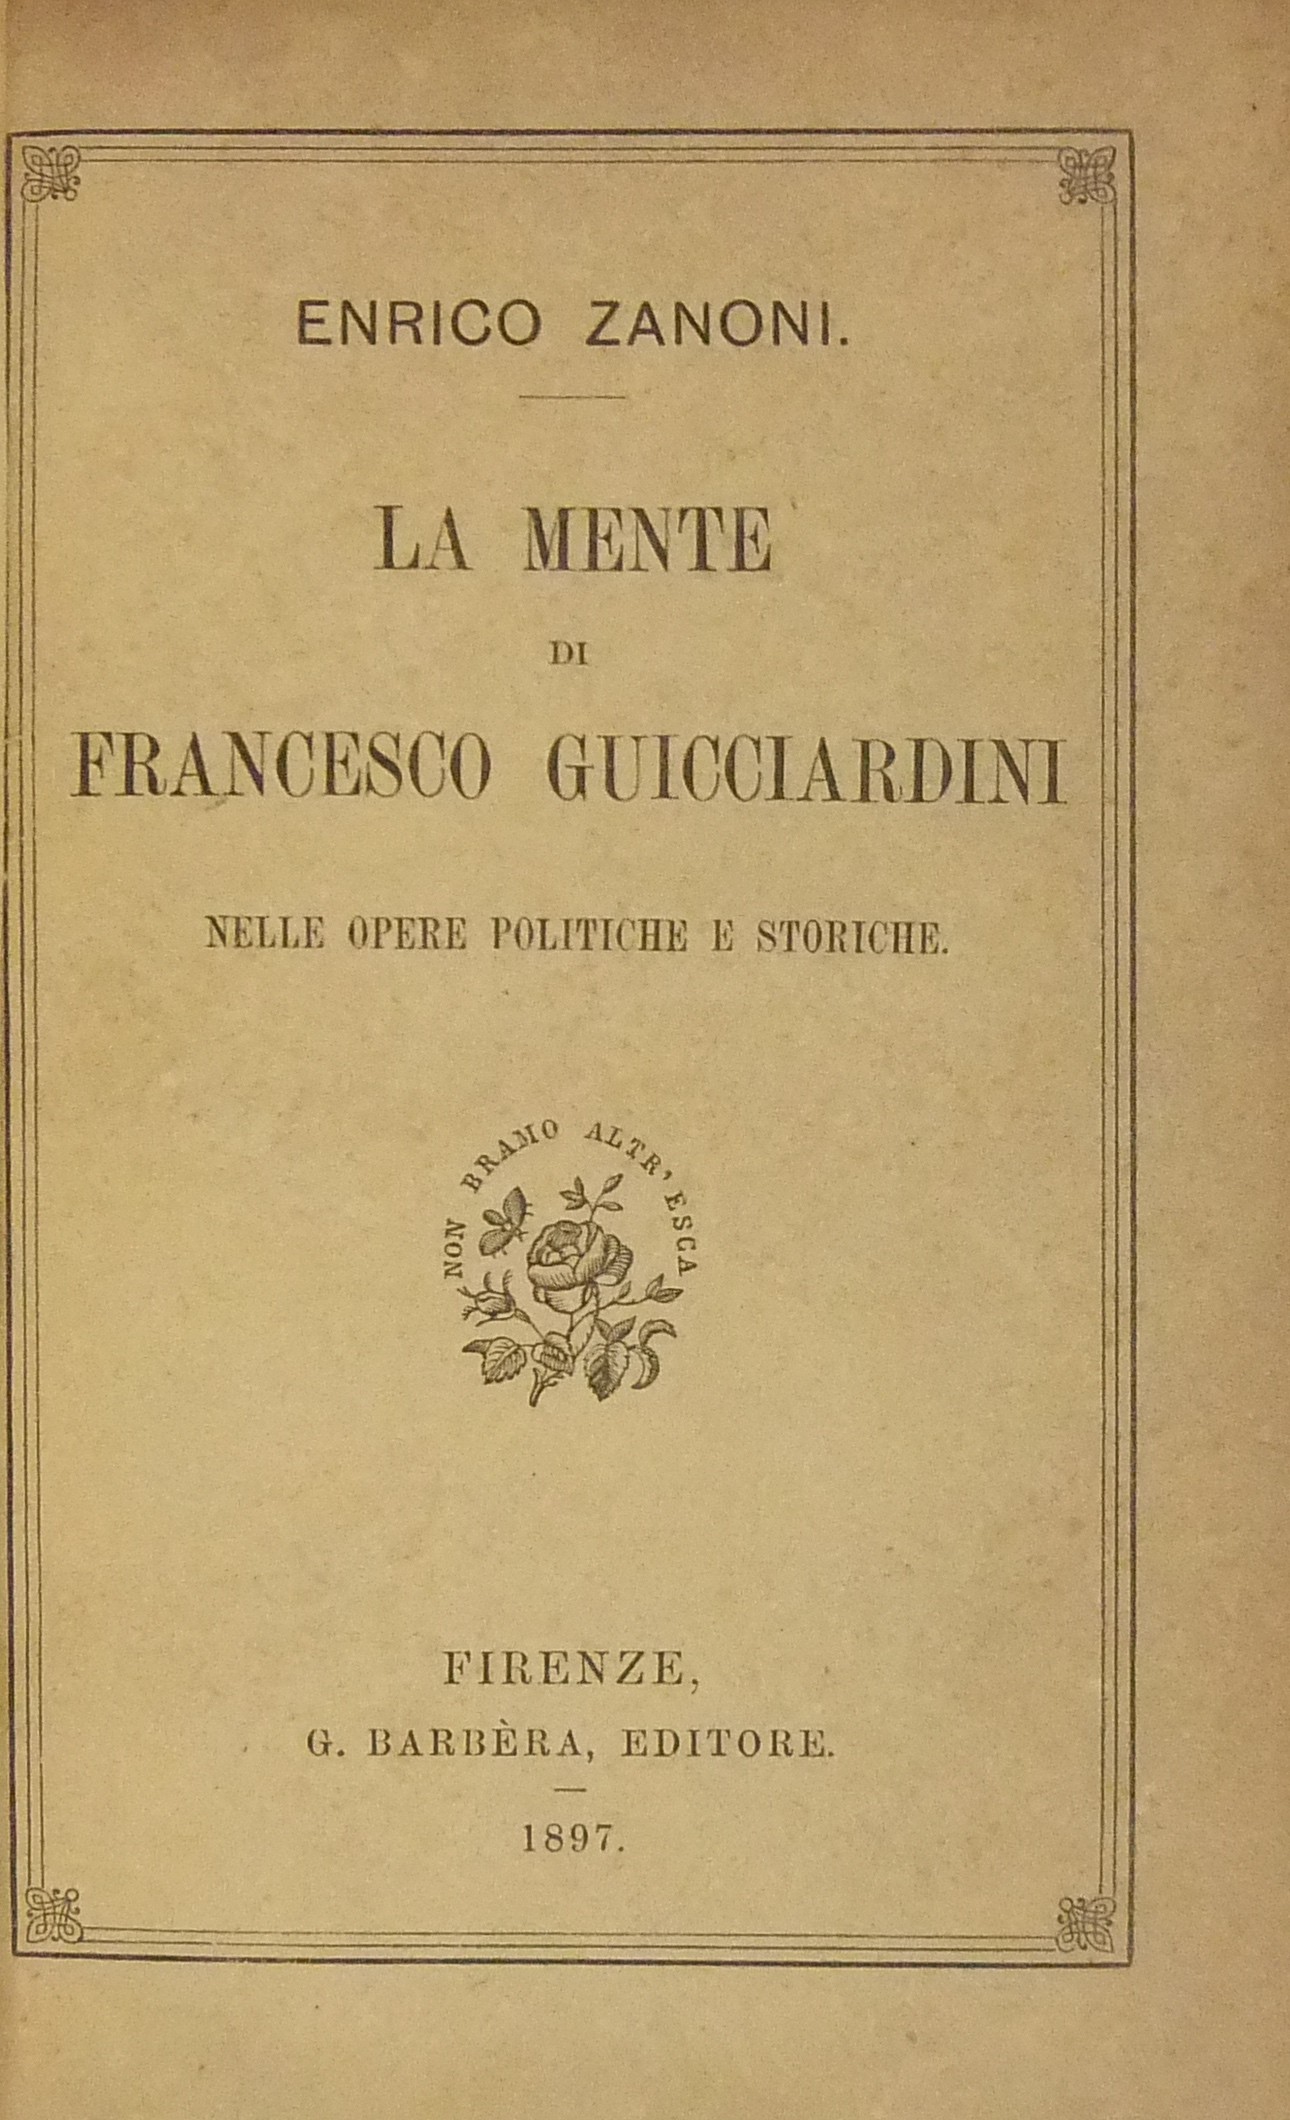 ENRICO ZANONI.
LA MENTE
DI
FRANCESCO GUICCIARDINI
NELLE OPERE POLITICHE E STORICHE.
NON BRAMO ALTR' ESCA
FIRENZE,
G. BARBÈRA, EDITORE.
1897.